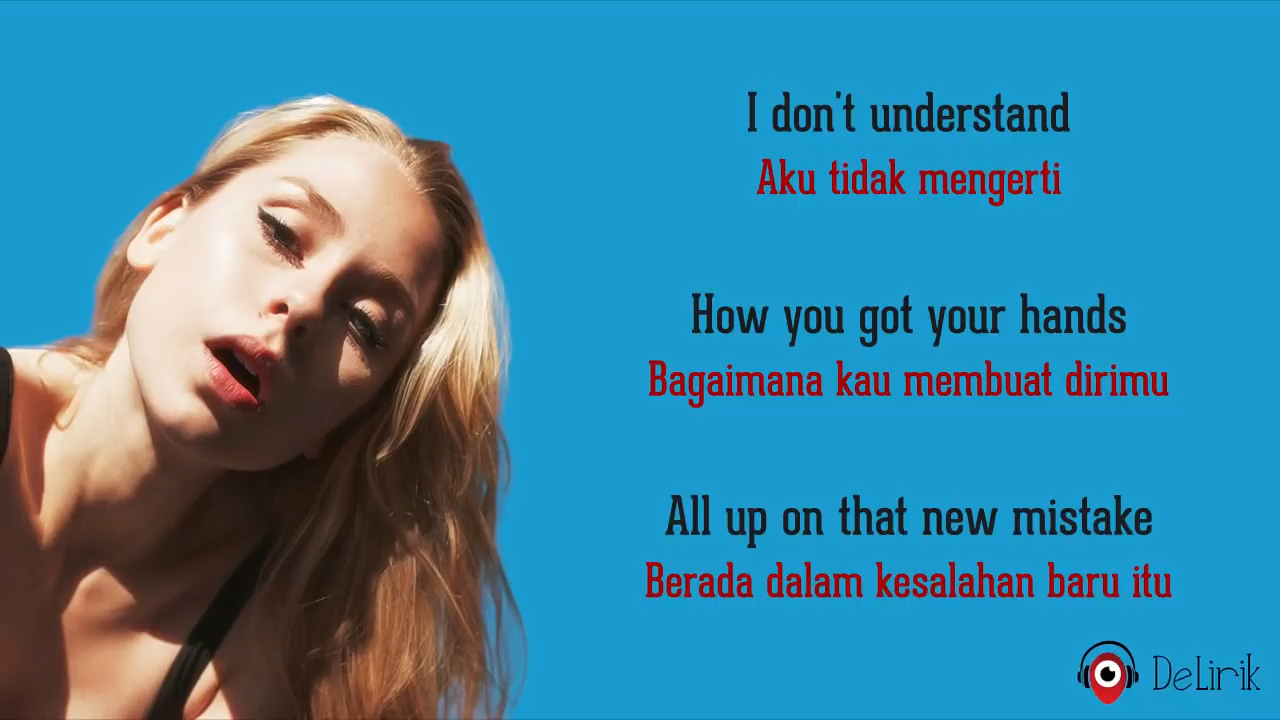 I don't understand
Aku tidak mengerti
How you got your hands
Bagaimana kau membuat dirimu
All up on that new mistake
Berada dalam kesalahan baru itu
DeLirik